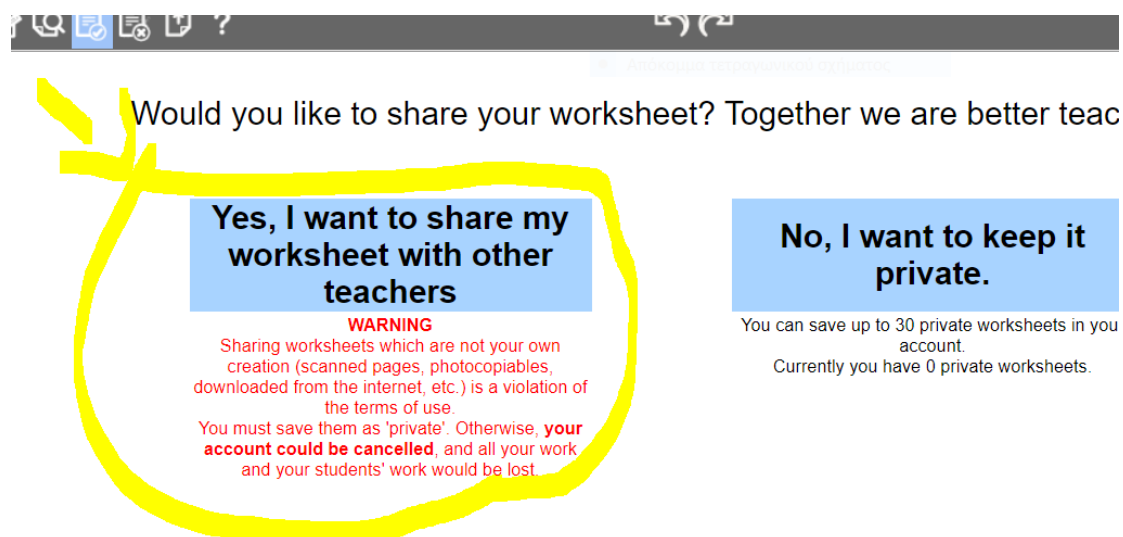 ?
Απόκομμα τετραγωνικού σχήματος
Would you like to share your worksheet? Together we are better teac
Yes, I want to share my
worksheet with other
teachers
WARNING
Sharing worksheets which are not your own
creation (scanned pages, photocopiables,
downloaded from the internet, etc.) is a violation of
the terms of use.
You must save them as 'private'. Otherwise, your
account could be cancelled, and all your work
and your students' work would be lost.
No, I want to keep it
private.
You can save up to 30 private worksheets in you
account.
Currently you have 0 private worksheets.